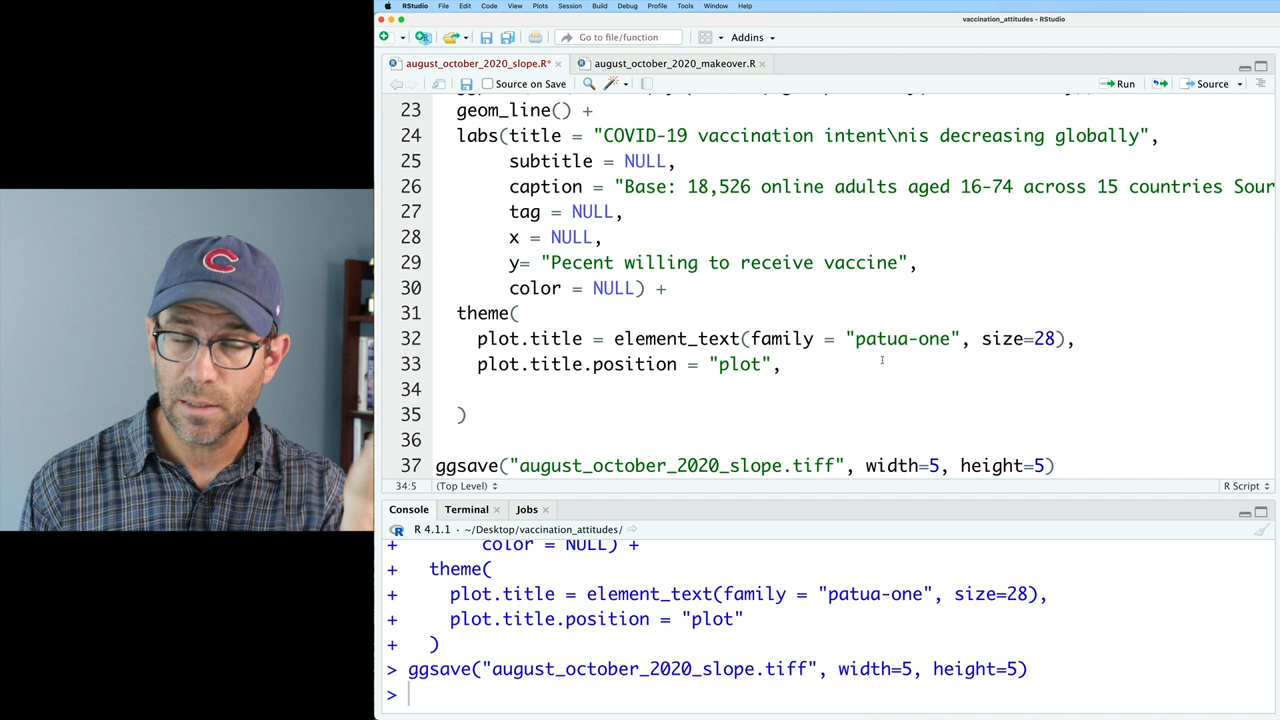 RStudio File Edit Code View Plots Session Build Debug Profile Tools Window Help
vaccination_attitudes - RStudio
Go to file/function Addins
august_october_2020_slope.R* august_october_2020_makeover.R
Source on Save Run Source
23 geom_line() +
24 labs(title = "COVID-19 vaccination intent\nis decreasing globally",
25 subtitle = NULL,
26 caption = "Base: 18,526 online adults aged 16-74 across 15 countries Sour
27 tag = NULL,
28 x = NULL,
29 y= "Pecent willing to receive vaccine",
30 color = NULL) +
31 theme(
32 plot.title = element_text(family = "patua-one", size=28),
33 plot.title.position = "plot",
34
35 )
36
37 ggsave("august_october_2020_slope.tiff", width=5, height=5)
34:5 (Top Level) R Script
Console Terminal Jobs
R 4.1.1 · ~/Desktop/vaccination_attitudes/
+ color = NULL) +
+ theme(
+ plot.title = element_text(family = "patua-one", size=28),
+ plot.title.position = "plot"
+ )
> ggsave("august_october_2020_slope.tiff", width=5, height=5)
>